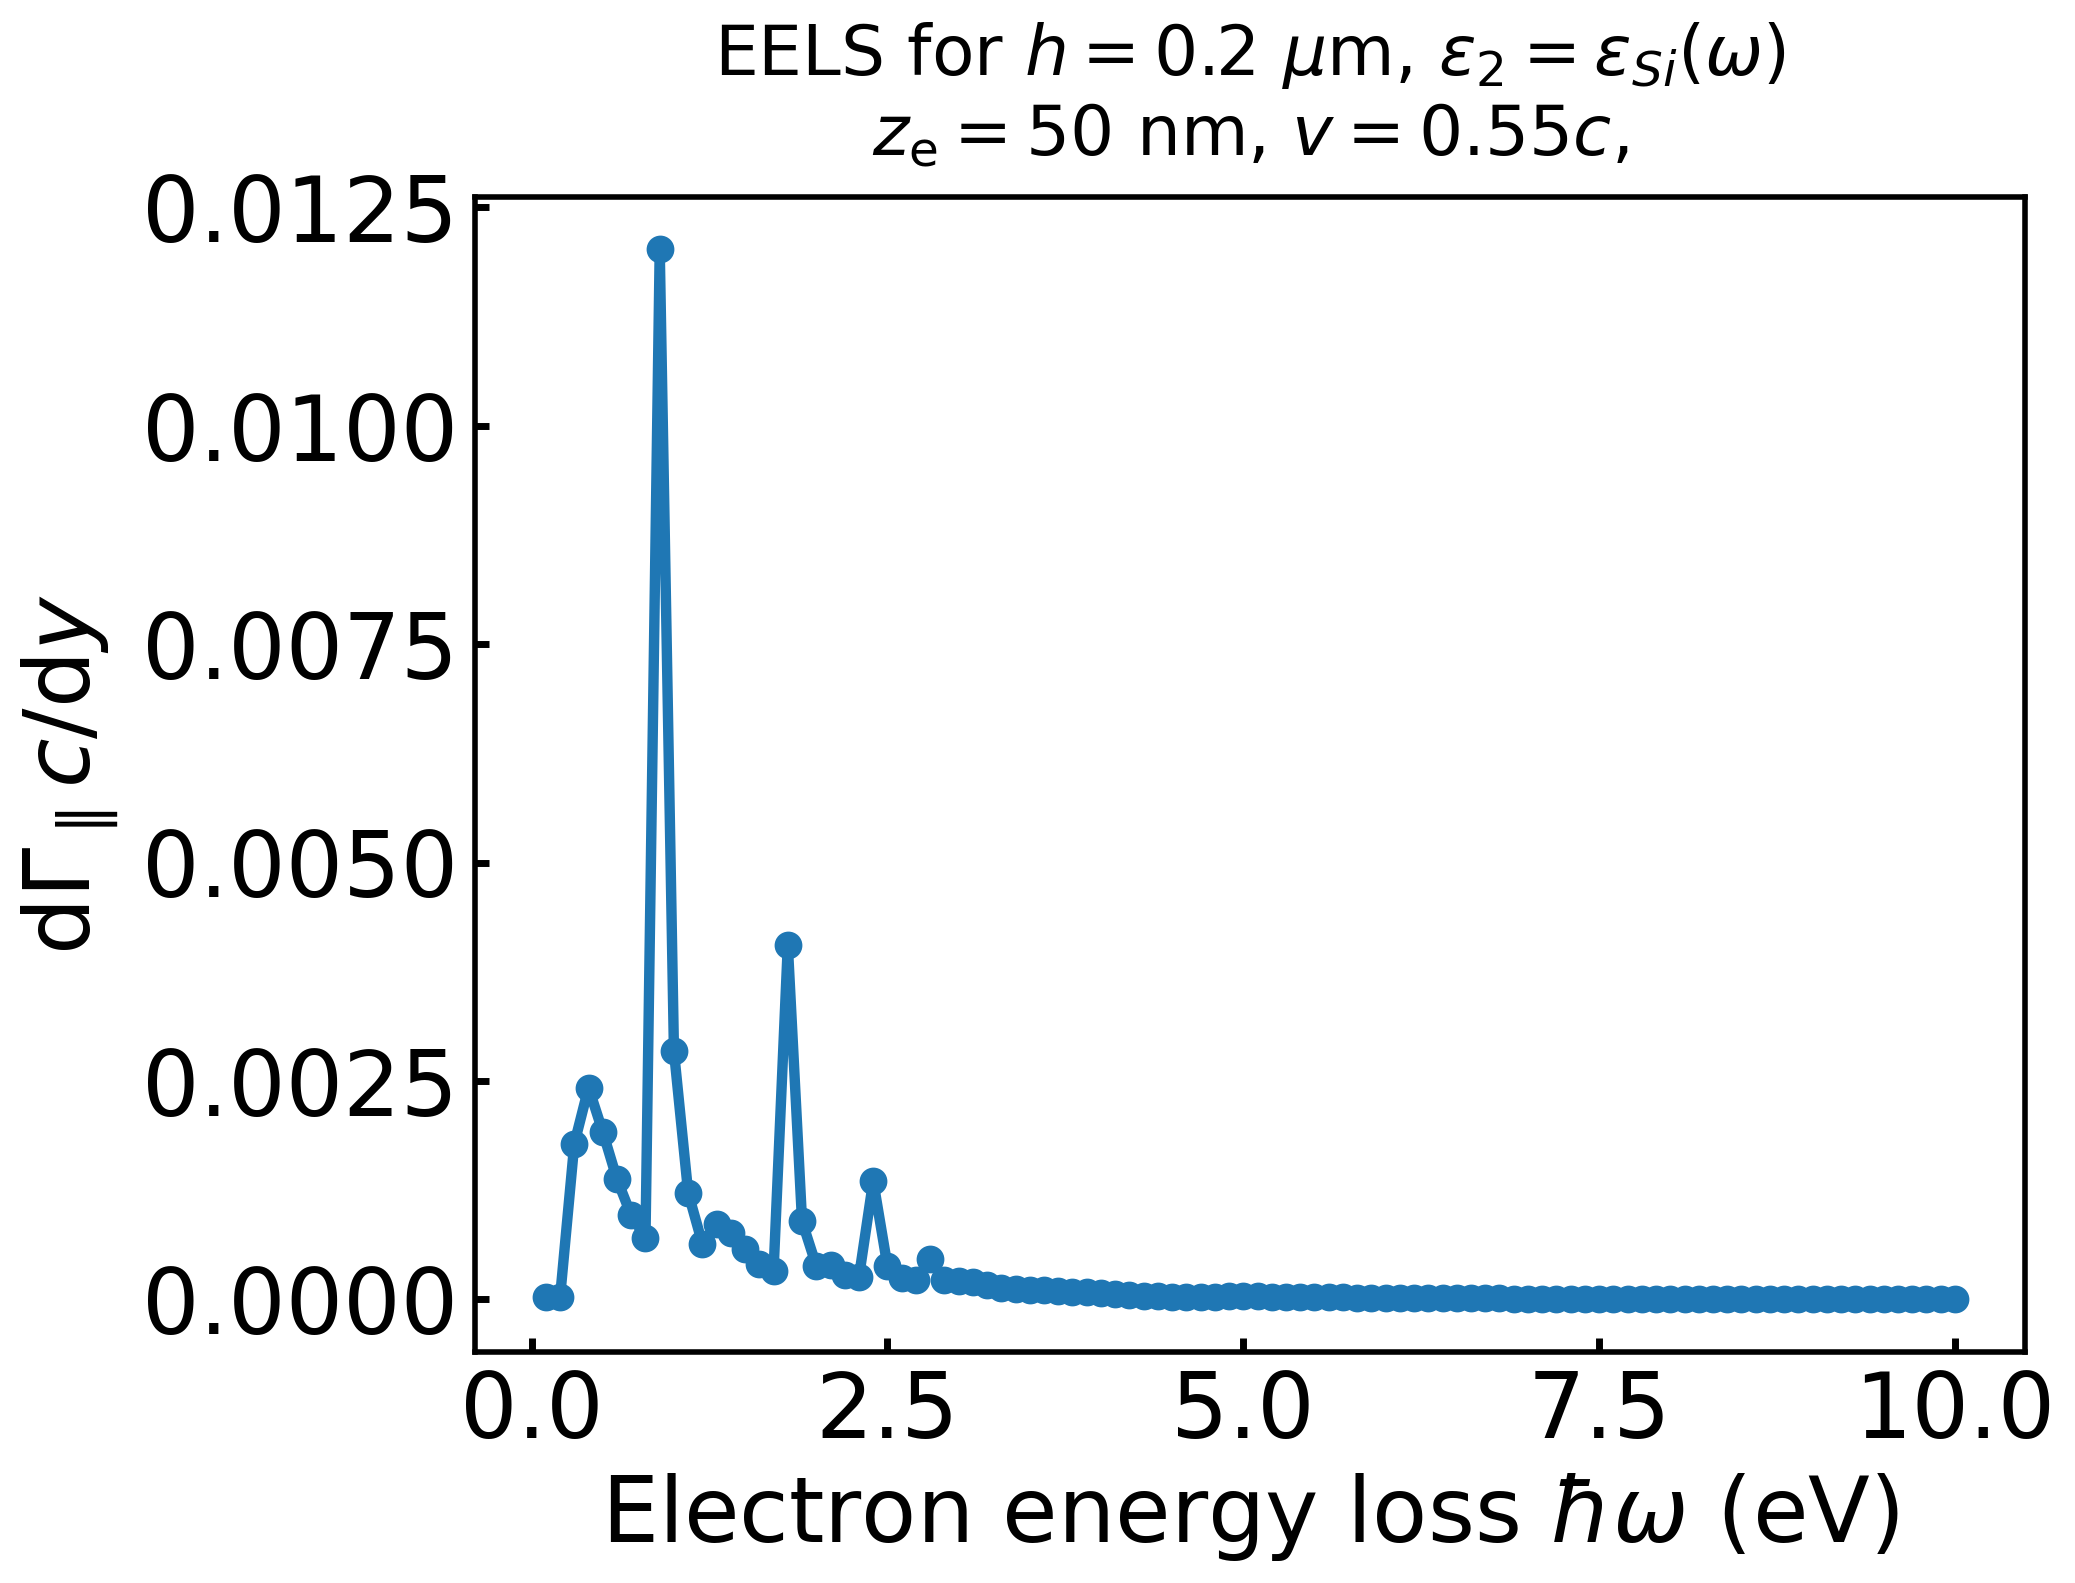 EELS for h = 0.2 μm, ε₂ = ε_Si(ω)
zₑ = 50 nm, v = 0.55c,
0.0125
0.0100
0.0075
0.0050
0.0025
0.0000
dΓ∥c/dy
0.0 2.5 5.0 7.5 10.0
Electron energy loss ℏω (eV)